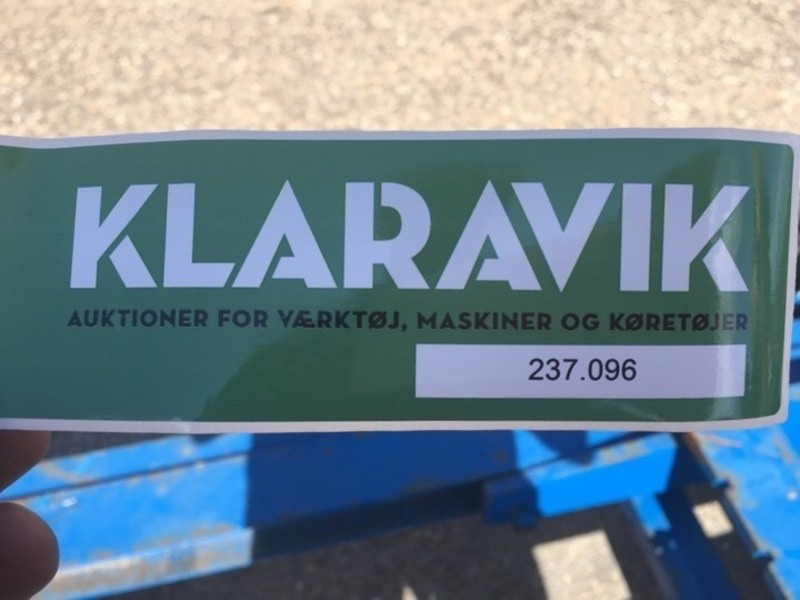 KLARAVIK
AUKTIONER FOR VÆRKTØJ, MASKINER OG KØRETØJER
237.096